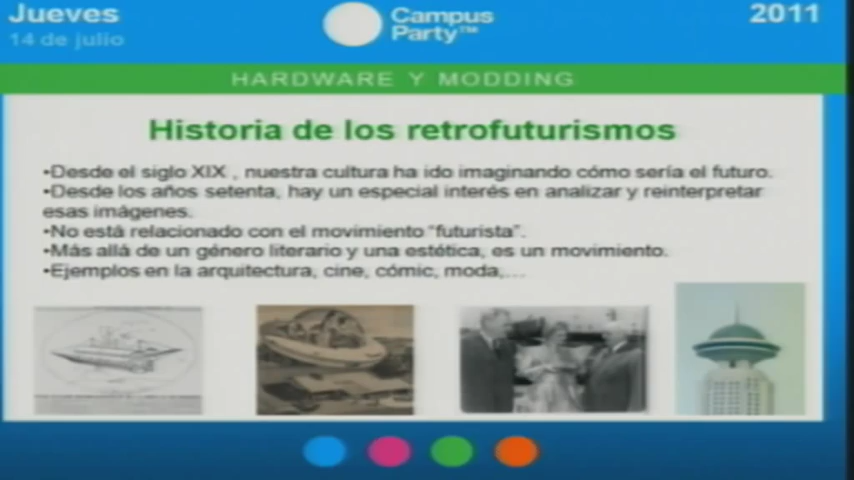 Jueves
14 de julio
Campus
Party™
2011
HARDWARE Y MODDING
Historia de los retrofuturismos
•Desde el siglo XIX , nuestra cultura ha ido imaginando cómo sería el futuro.
•Desde los años setenta, hay un especial interés en analizar y reinterpretar
esas imágenes.
•No está relacionado con el movimiento "futurista".
•Más allá de un género literario y una estética, es un movimiento.
•Ejemplos en la arquitectura, cine, cómic, moda,...